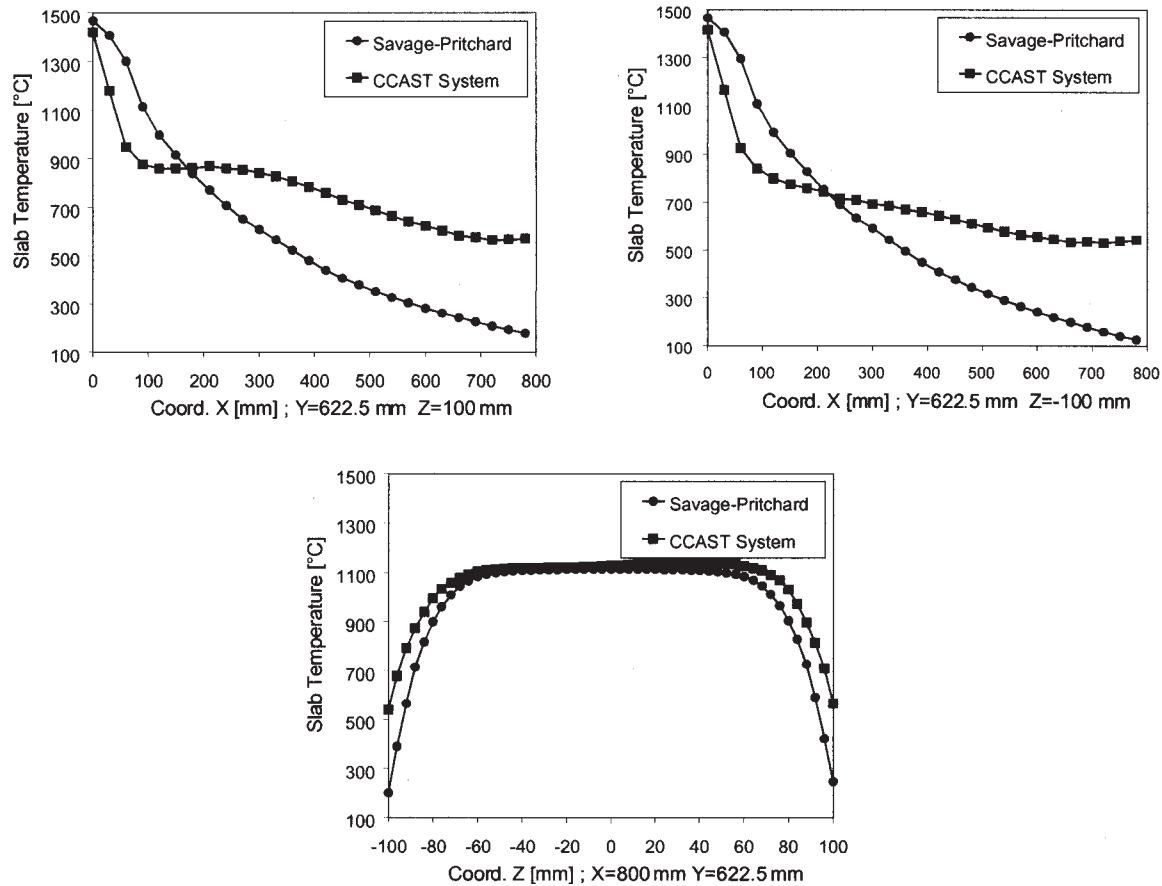 1500
1300
1100
900
700
500
300
100
Slab Temperature [°C]
Savage-Pritchard
CCAST System
0 100 200 300 400 500 600 700 800
Coord. X [mm] ; Y=622.5 mm Z=100 mm
1500
1300
1100
900
700
500
300
100
Slab Temperature [°C]
Savage-Pritchard
CCAST System
0 100 200 300 400 500 600 700 800
Coord. X [mm] ; Y=622.5 mm Z=-100 mm
1500
1300
1100
900
700
500
300
100
Slab Temperature [°C]
Savage-Pritchard
CCAST System
-100 -80 -60 -40 -20 0 20 40 60 80 100
Coord. Z [mm] ; X=800 mm Y=622.5 mm